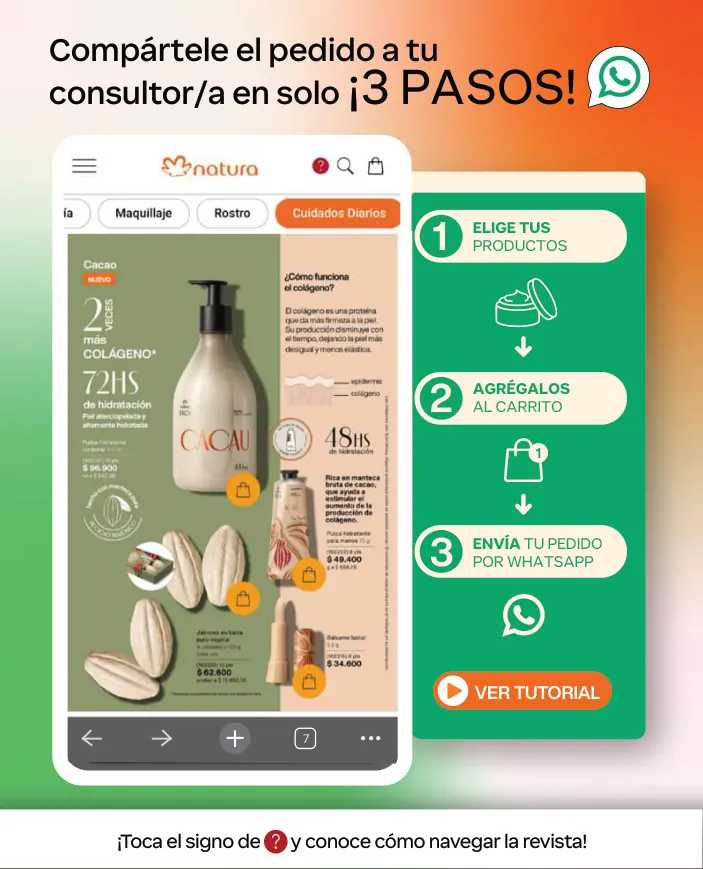 Compártele el pedido a tu
consultor/a en solo ¡3 PASOS!
natura
?
ía
Maquillaje
Rostro
Cuidados Diarios
Cacao
NUEVO
2 VECES
más
COLÁGENO*
72HS
de hidratación
Piel aterciopelada y
altamente hidratada
Pulpa hidratante
corporal
$ 96.900
CACAU
¿Cómo funciona
el colágeno?
El colágeno es una proteína
que da más firmeza a la piel.
Su producción disminuye con
el tiempo, dejando la piel más
desigual y menos elástica.
epidermis
colágeno
48HS
de hidratación
Rica en manteca
bruta de cacao,
que ayuda a
estimular el
aumento de la
producción de
colágeno.
Pulpa hidratante
para manos 75 g
$ 49.400
Jabones en barra
puro vegetal
$ 62.600
Bálsamo labial
$ 34.600
7
1 ELIGE TUS
PRODUCTOS
2 AGRÉGALOS
AL CARRITO
1
3 ENVÍA TU PEDIDO
POR WHATSAPP
VER TUTORIAL
¡Toca el signo de ? y conoce cómo navegar la revista!